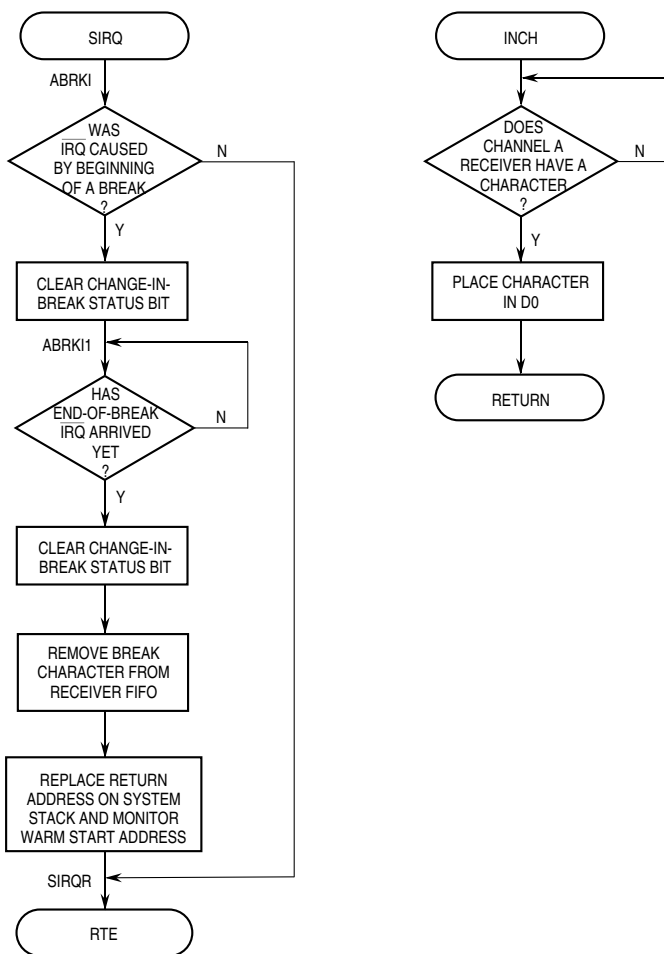 SIRQ
ABRKI
WAS
IRQ CAUSED
BY BEGINNING
OF A BREAK
?
N
Y
CLEAR CHANGE-IN-
BREAK STATUS BIT
ABRKI1
HAS
END-OF-BREAK
IRQ ARRIVED
YET
?
N
Y
CLEAR CHANGE-IN-
BREAK STATUS BIT
REMOVE BREAK
CHARACTER FROM
RECEIVER FIFO
REPLACE RETURN
ADDRESS ON SYSTEM
STACK AND MONITOR
WARM START ADDRESS
SIRQR
RTE
INCH
DOES
CHANNEL A
RECEIVER HAVE A
CHARACTER
?
N
Y
PLACE CHARACTER
IN D0
RETURN